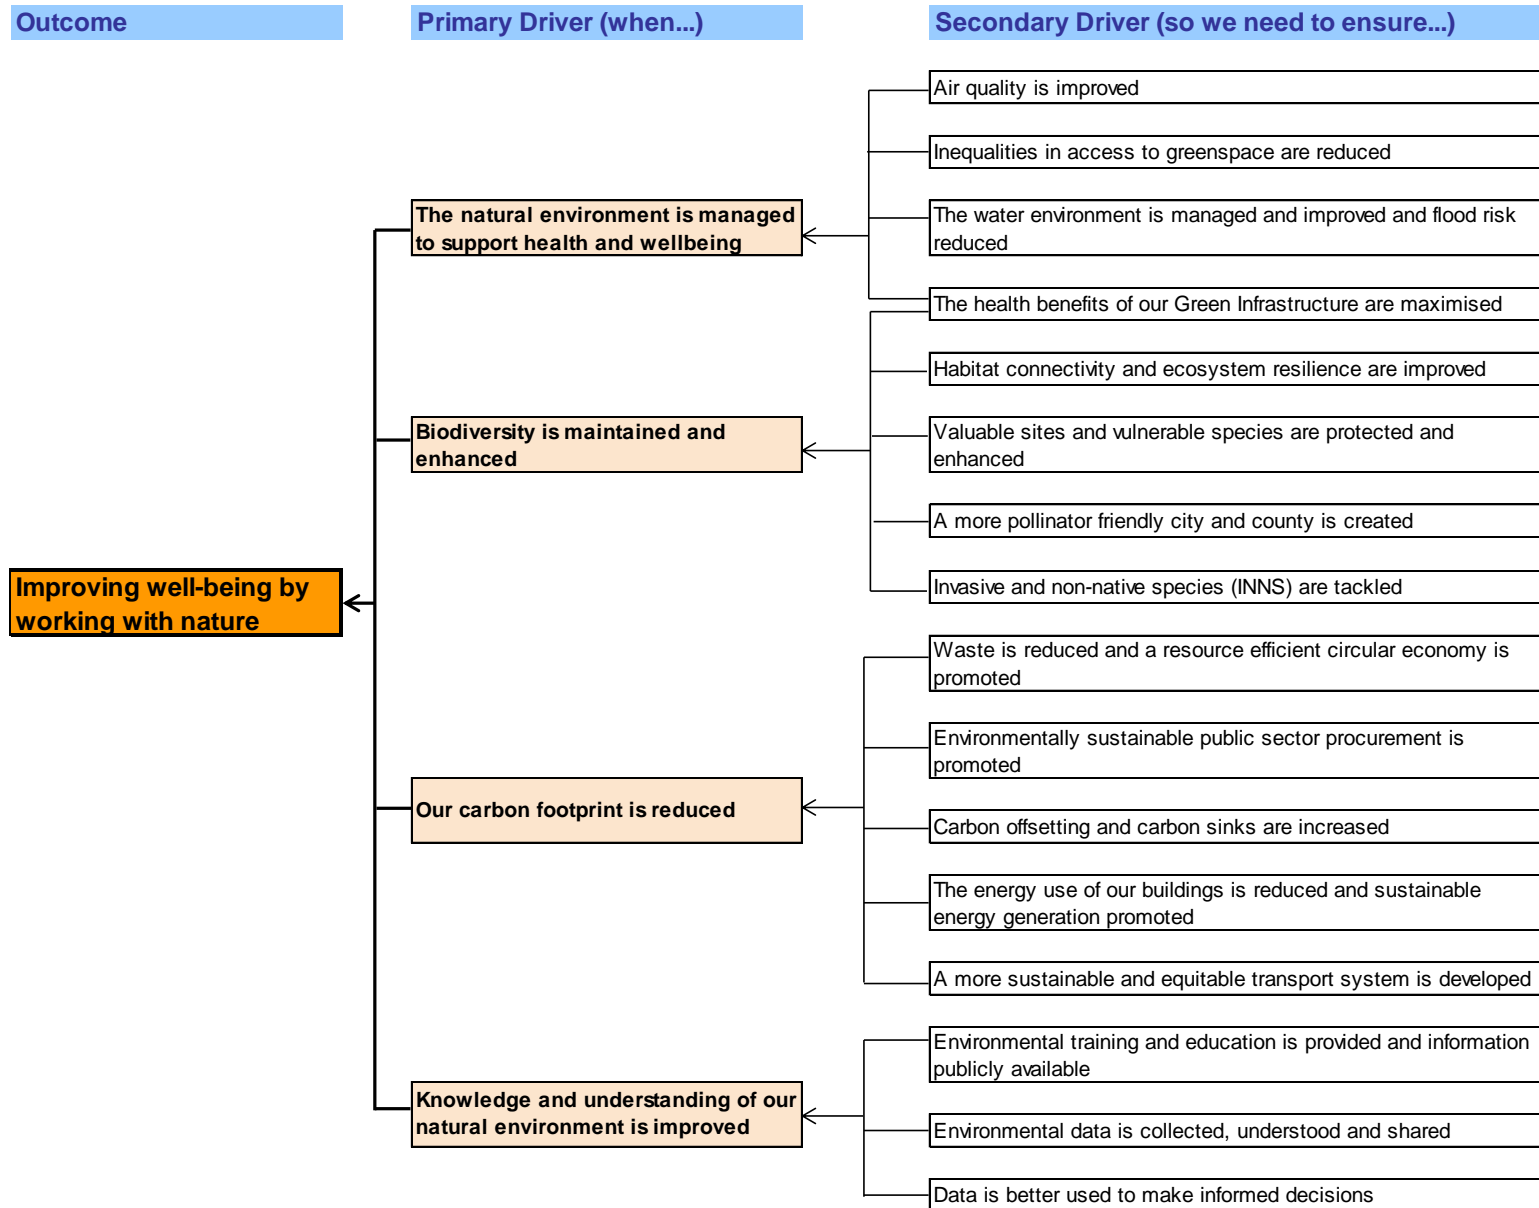 Outcome
Primary Driver (when...)
Secondary Driver (so we need to ensure...)
Improving well-being by
working with nature
The natural environment is managed
to support health and wellbeing
Air quality is improved
Inequalities in access to greenspace are reduced
The water environment is managed and improved and flood risk
reduced
The health benefits of our Green Infrastructure are maximised
Biodiversity is maintained and
enhanced
Habitat connectivity and ecosystem resilience are improved
Valuable sites and vulnerable species are protected and
enhanced
A more pollinator friendly city and county is created
Invasive and non-native species (INNS) are tackled
Our carbon footprint is reduced
Waste is reduced and a resource efficient circular economy is
promoted
Environmentally sustainable public sector procurement is
promoted
Carbon offsetting and carbon sinks are increased
The energy use of our buildings is reduced and sustainable
energy generation promoted
A more sustainable and equitable transport system is developed
Knowledge and understanding of our
natural environment is improved
Environmental training and education is provided and information
publicly available
Environmental data is collected, understood and shared
Data is better used to make informed decisions